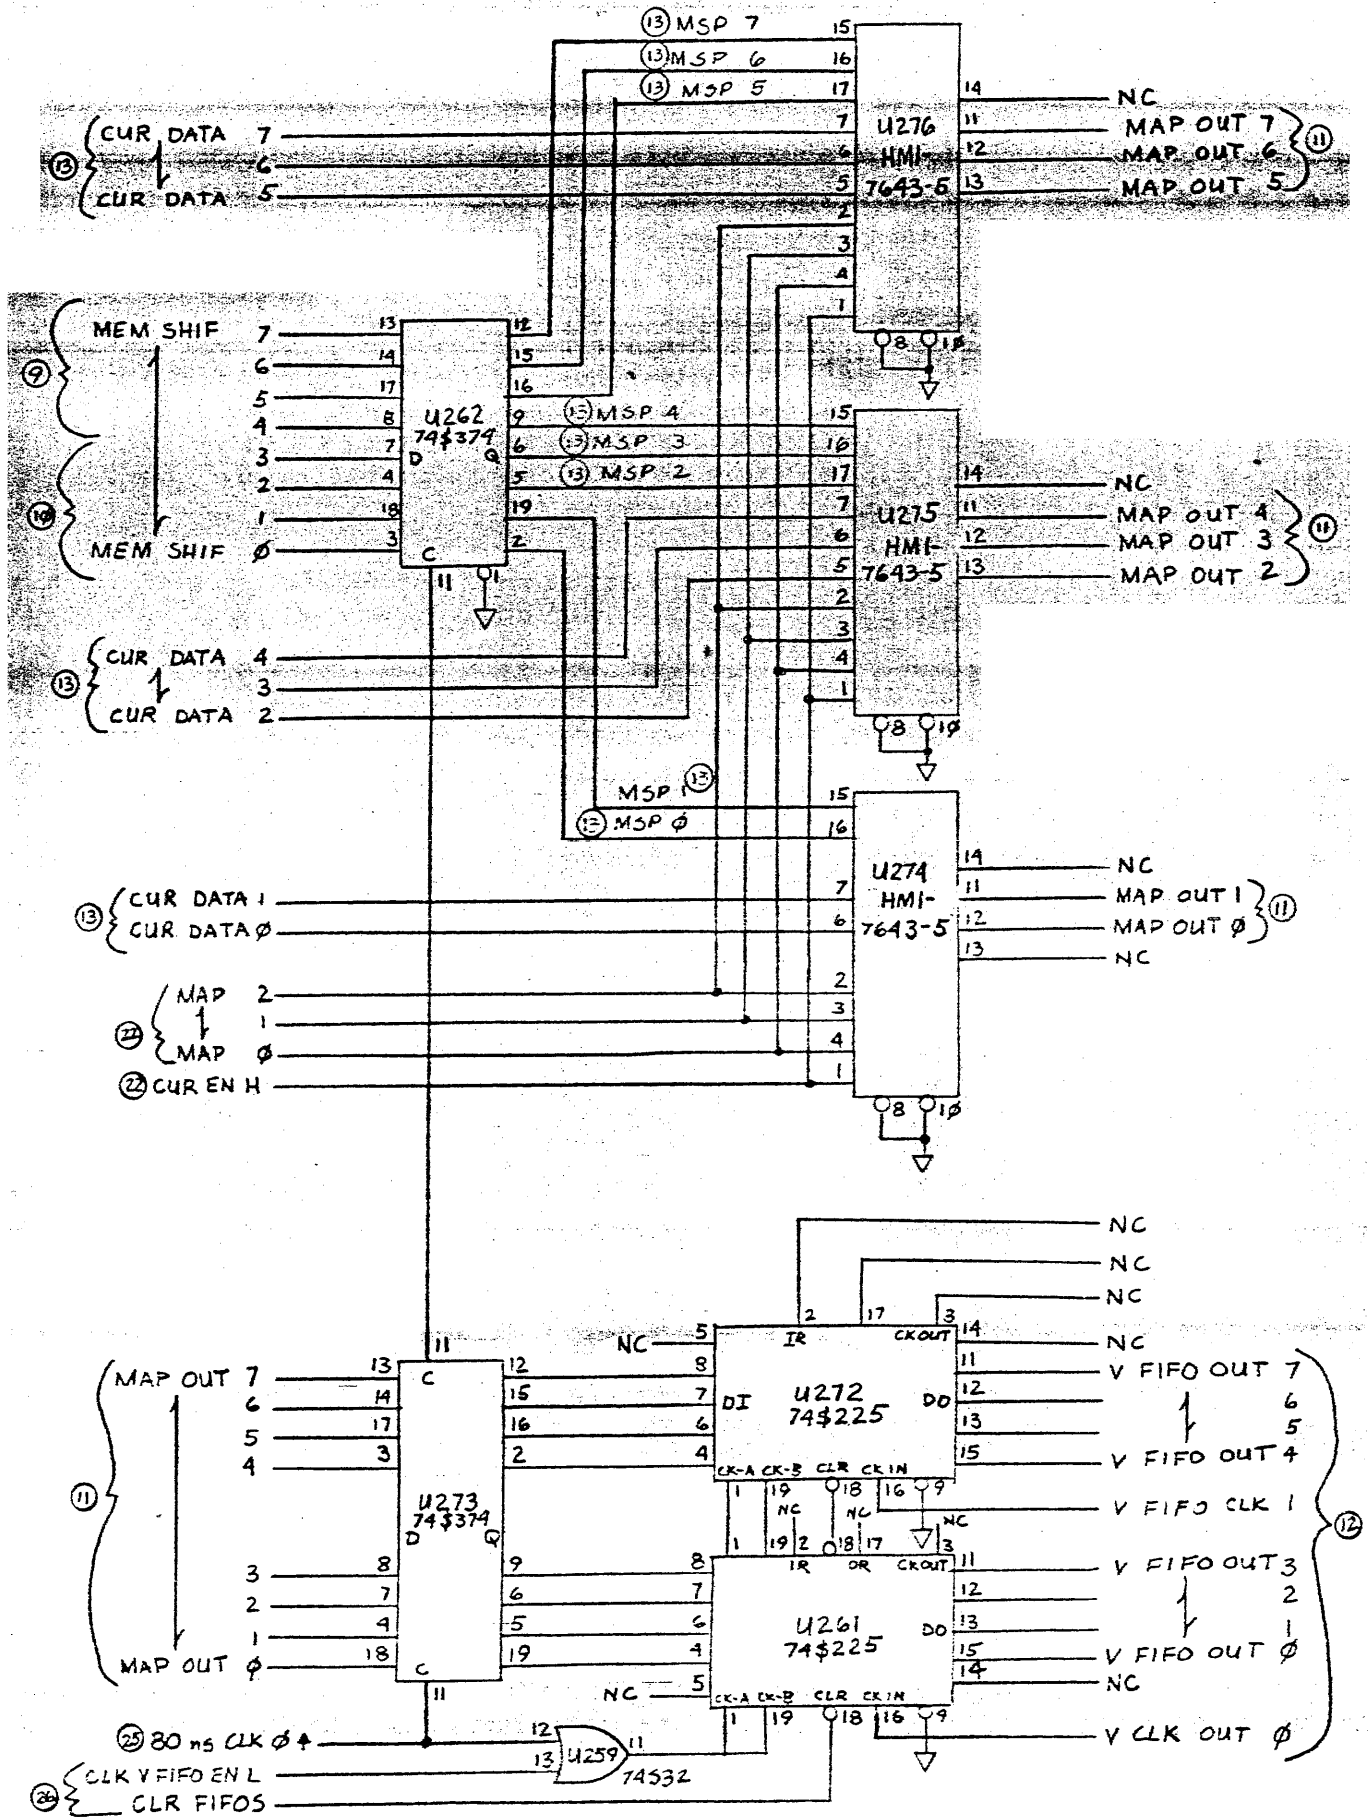 13 MSP 7 15
13 MSP 6 16
13 MSP 5 17
14 NC
13 CUR DATA 7 7 U276 11 MAP OUT 7 11
6 6 HMI- 12 MAP OUT 6
CUR DATA 5 5 7643-5 13 MAP OUT 5
2
3
4
1
8 1Ø
9 MEM SHIF 7 13 12
6 14 15
5 17 16
4 8 U262 9 13 MSP 4 15
74S374
3 7 D Q 6 13 MSP 3 16
2 4 5 13 MSP 2 17
14 NC
1Ø 1 18 19 7 U275 11 MAP OUT 4 11
MEM SHIF Ø 3 C 2 6 HMI- 12 MAP OUT 3
11 1 5 7643-5 13 MAP OUT 2
2
3
13 CUR DATA 4 4
3 1
CUR DATA 2
8 1Ø
MSP 1 13 15
13 MSP Ø 16
U274 14 NC
13 CUR DATA 1 7 HMI- 11 MAP OUT 1 11
CUR DATA Ø 6 7643-5 12 MAP OUT Ø
13 NC
22 MAP 2 2
1 3
MAP Ø 4
22 CUR EN H 1
8 1Ø
NC
NC
NC
2 17 3
11 NC 5 IR CKOUT 14 NC
11 MAP OUT 7 13 C 12 8 11 V FIFO OUT 7 12
6 14 15 7 DI U272 DO 12 6
5 17 16 6 74S225 13 5
4 3 2 4 15 V FIFO OUT 4
CK-A CK-B CLR CK IN
1 19 18 16 9
U273 NC NC V FIFO CLK 1
74S374 NC
D Q 1 19 2 18 17 3
IR OR CKOUT
3 8 9 8 11 V FIFO OUT 3
2 7 6 7 12 2
1 4 5 6 U261 DO 13 1
MAP OUT Ø 18 19 4 74S225 15 V FIFO OUT Ø
C NC 5 14 NC
CK-A CK-B CLR CK IN
11 1 19 18 16 9
25 80 ns CLK Ø 12 V CLK OUT Ø
13 U259 11
26 CLK V FIFO EN L 74S32
CLR FIFOS